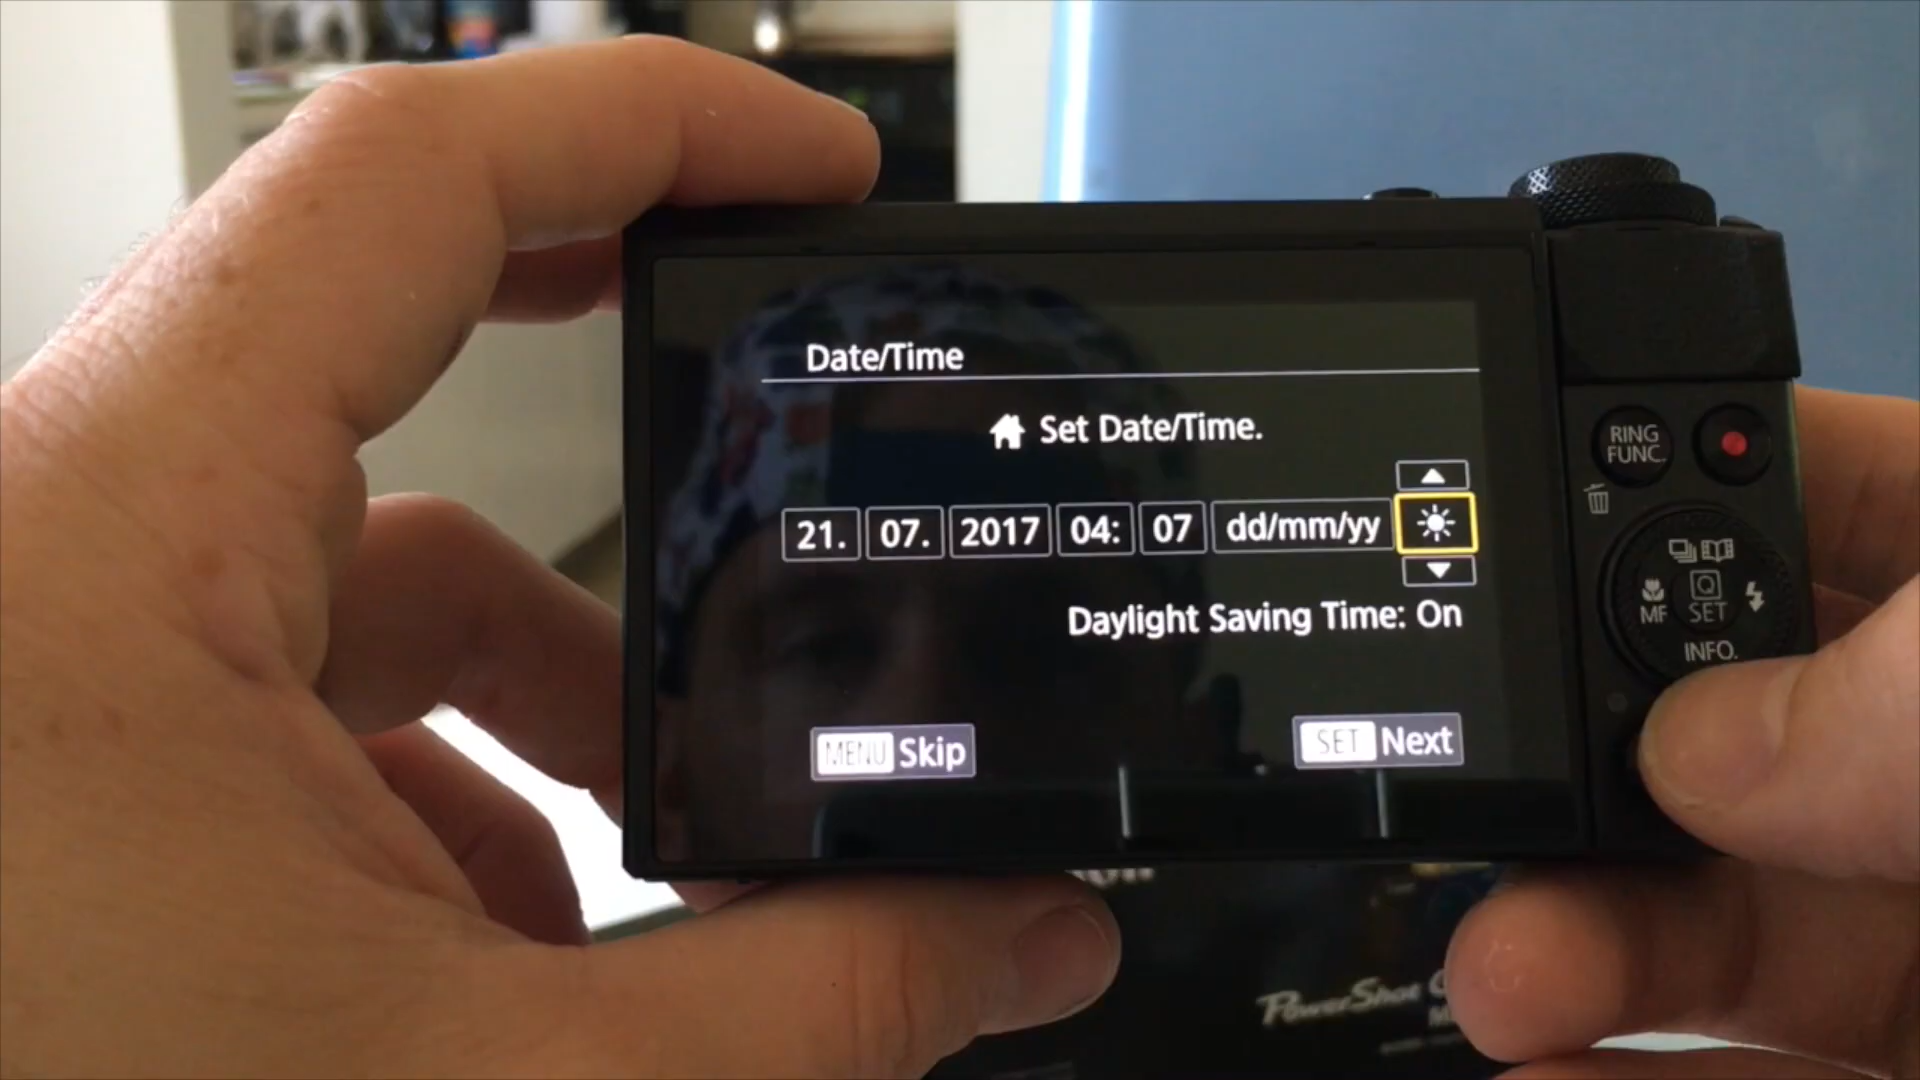 Date/Time
Set Date/Time.
21. 07. 2017 04: 07 dd/mm/yy
Daylight Saving Time: On
MENU Skip
SET Next
RING
FUNC.
MF
Q
SET
INFO.
PowerShot